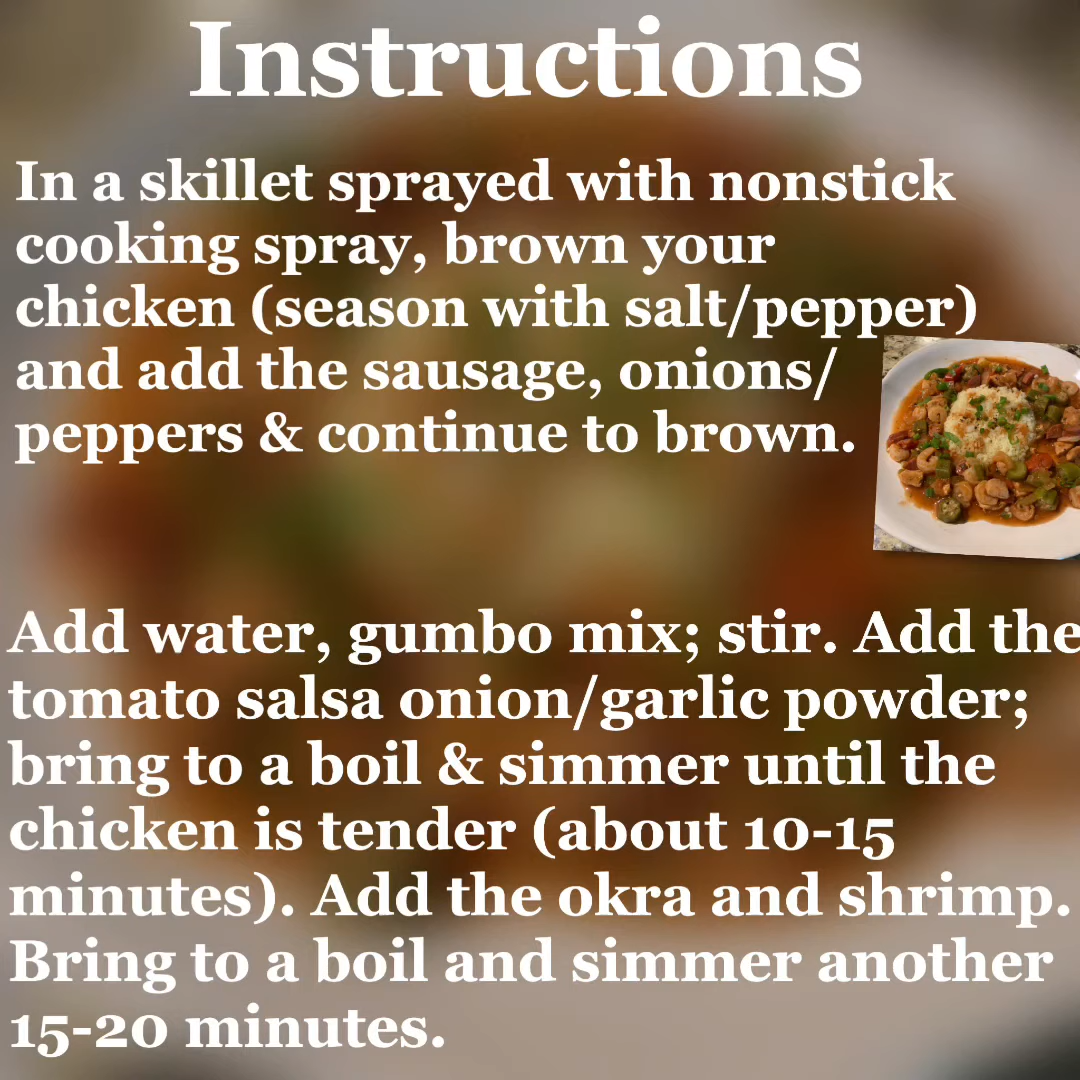 Instructions
In a skillet sprayed with nonstick
cooking spray, brown your
chicken (season with salt/pepper)
and add the sausage, onions/
peppers & continue to brown.
Add water, gumbo mix; stir. Add the
tomato salsa onion/garlic powder;
bring to a boil & simmer until the
chicken is tender (about 10-15
minutes). Add the okra and shrimp.
Bring to a boil and simmer another
15-20 minutes.